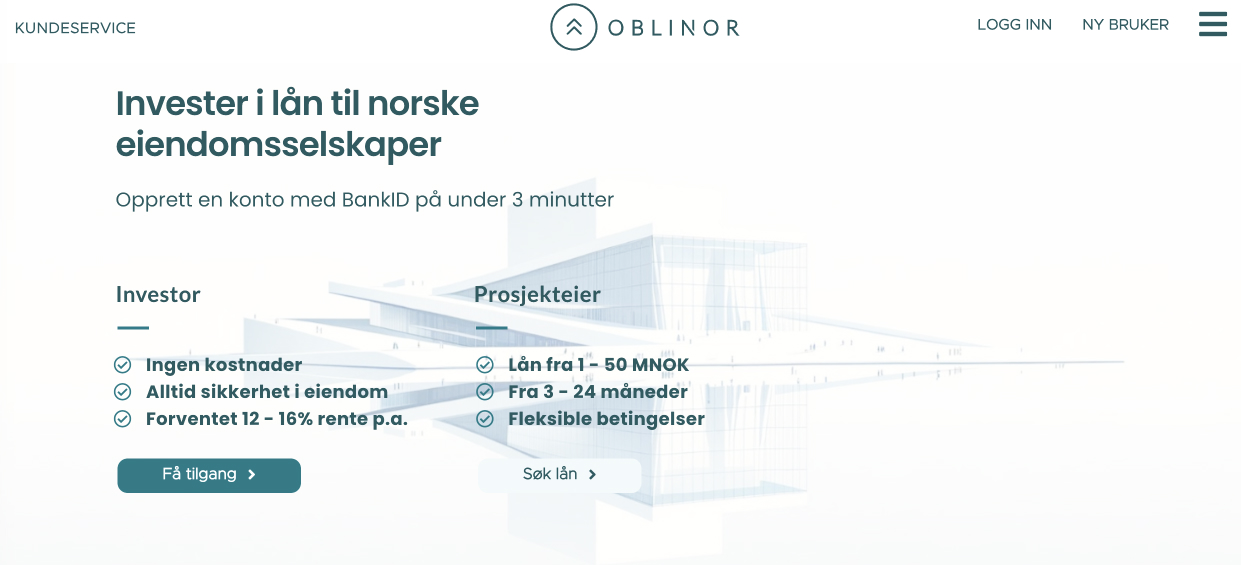 KUNDESERVICE
OBLINOR
LOGG INN
NY BRUKER
Invester i lån til norske
eiendomsselskaper
Opprett en konto med BankID på under 3 minutter
Investor
Ingen kostnader
Alltid sikkerhet i eiendom
Forventet 12 - 16% rente p.a.
Få tilgang
Prosjekteier
Lån fra 1 - 50 MNOK
Fra 3 - 24 måneder
Fleksible betingelser
Søk lån